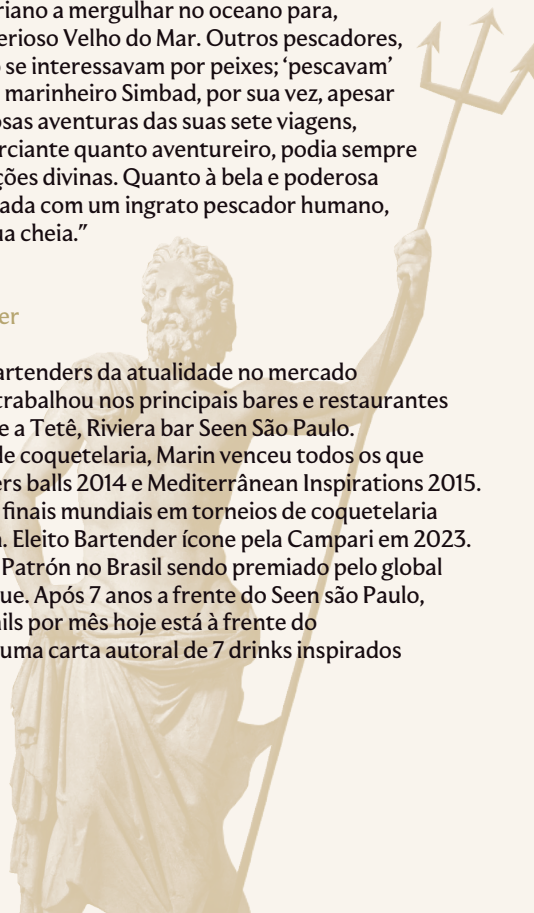 riano a mergulhar no oceano para,
erioso Velho do Mar. Outros pescadores,
se interessavam por peixes; ‘pescavam’
marinheiro Simbad, por sua vez, apesar
osas aventuras das suas sete viagens,
rciante quanto aventureiro, podia sempre
ções divinas. Quanto à bela e poderosa
ada com um ingrato pescador humano,
ua cheia.”
er
artenders da atualidade no mercado
trabalhou nos principais bares e restaurantes
e a Tetê, Riviera bar Seen São Paulo.
de coquetelaria, Marin venceu todos os que
ers balls 2014 e Mediterrânean Inspirations 2015.
finais mundiais em torneios de coquetelaria
. Eleito Bartender ícone pela Campari em 2023.
Patrón no Brasil sendo premiado pelo global
ue. Após 7 anos a frente do Seen são Paulo,
ils por mês hoje está à frente do
uma carta autoral de 7 drinks inspirados